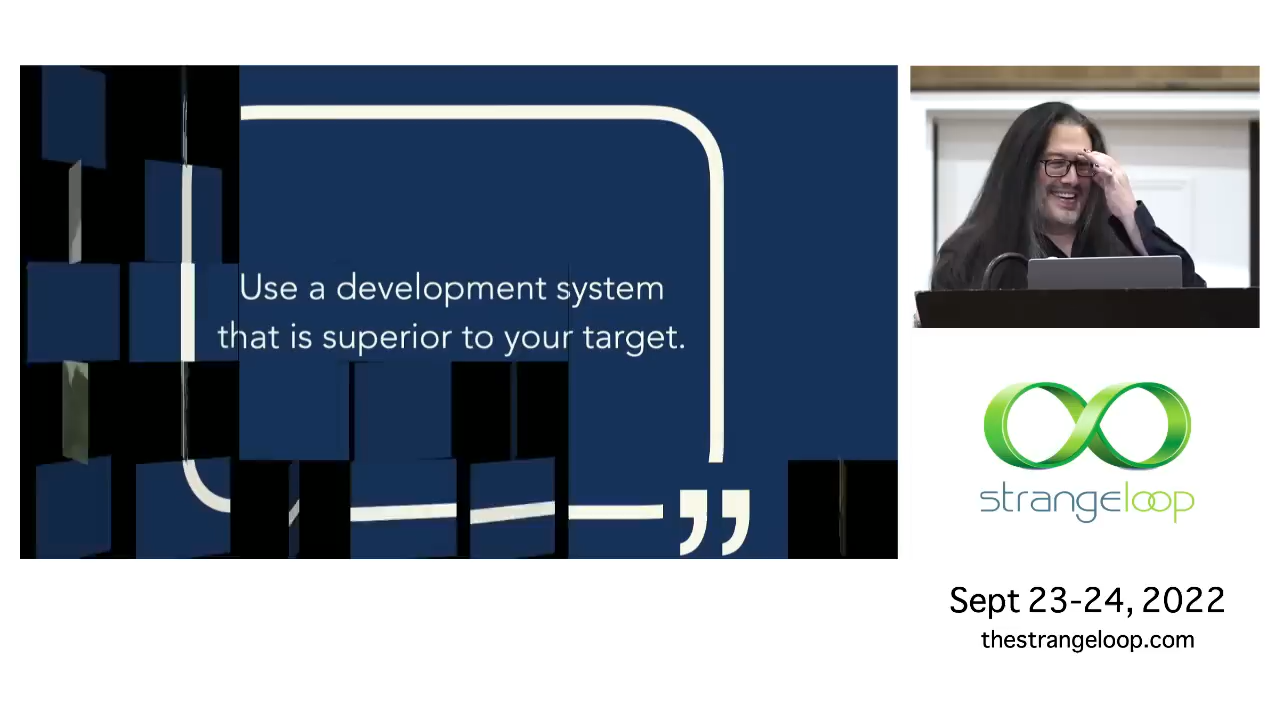 Use a development system
that is superior to your target.
”
strangeloop
Sept 23-24, 2022
thestrangeloop.com